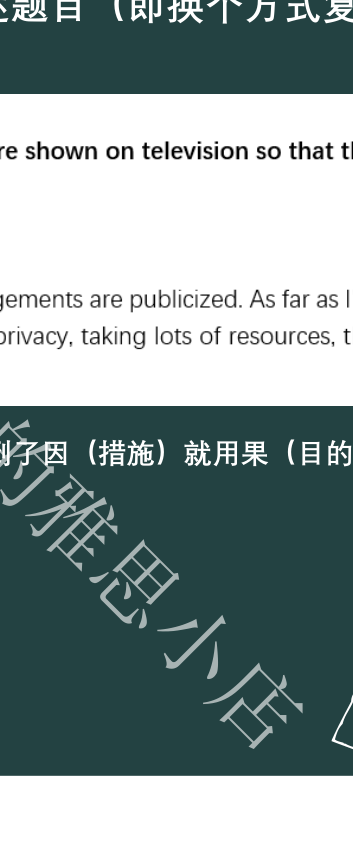 题目（即换个方式复
re shown on television so that t
gements are publicized. As far as I
privacy, taking lots of resources, t
到了因（措施）就用果（目的
的雅思小店